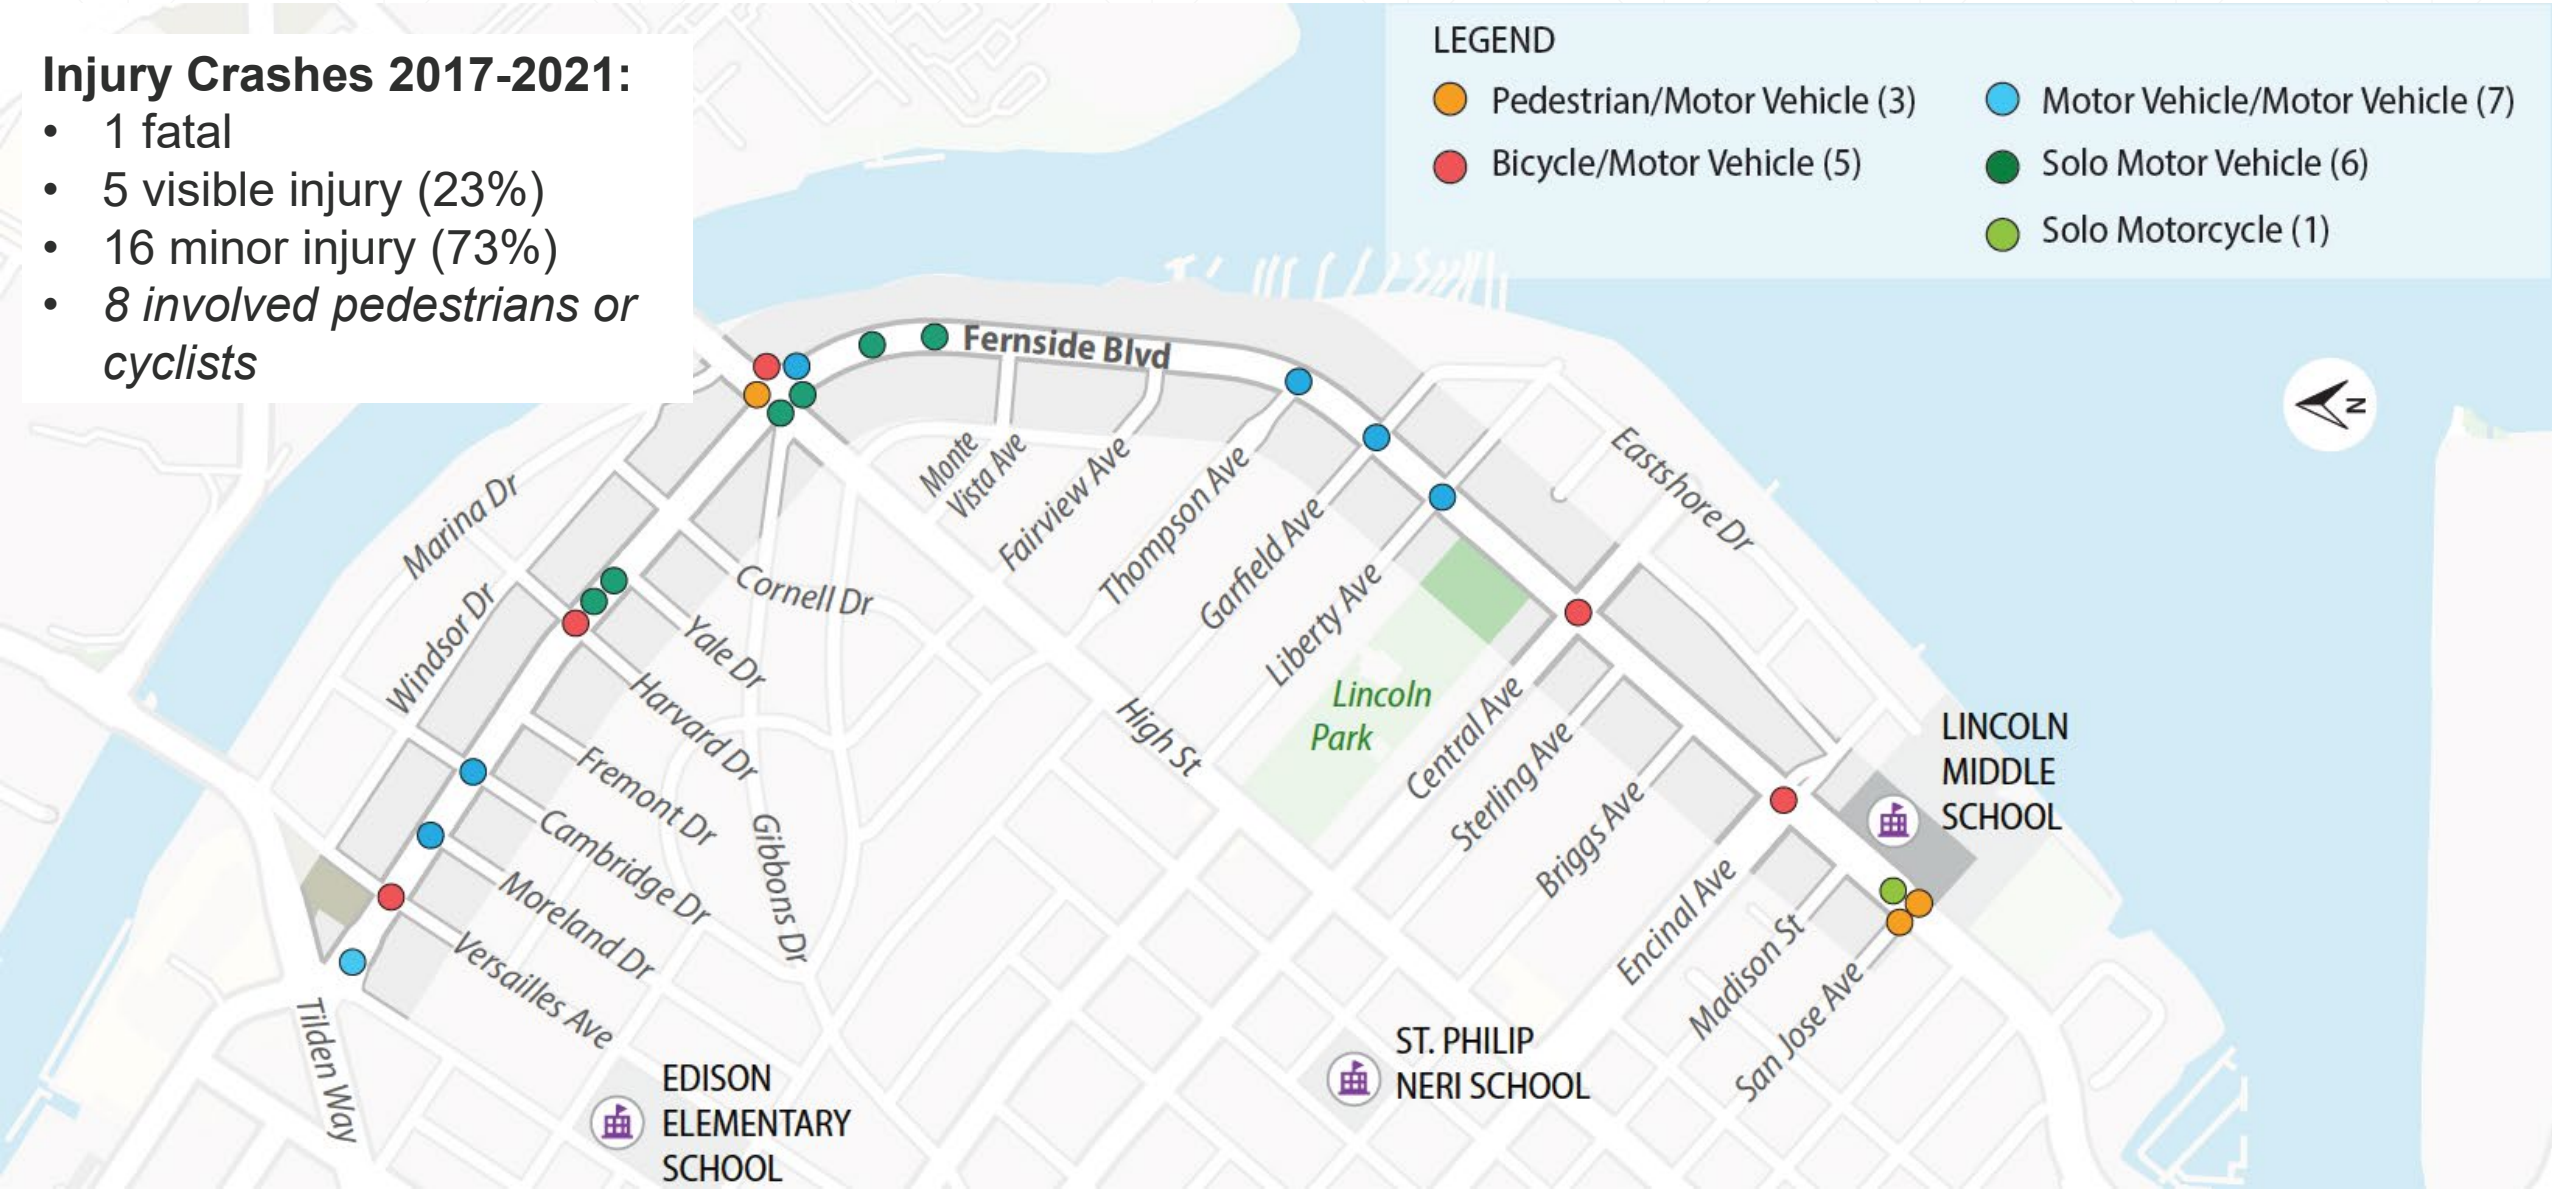 Injury Crashes 2017-2021:
• 1 fatal
• 5 visible injury (23%)
• 16 minor injury (73%)
• 8 involved pedestrians or
cyclists
LEGEND
Pedestrian/Motor Vehicle (3)
Bicycle/Motor Vehicle (5)
Motor Vehicle/Motor Vehicle (7)
Solo Motor Vehicle (6)
Solo Motorcycle (1)
N
Fernside Blvd
Marina Dr
Windsor Dr
Cornell Dr
Yale Dr
Harvard Dr
Fremont Dr
Cambridge Dr
Moreland Dr
Versailles Ave
Gibbons Dr
Tilden Way
Monte
Vista Ave
Fairview Ave
Thompson Ave
Garfield Ave
Liberty Ave
High St
Lincoln
Park
Central Ave
Sterling Ave
Briggs Ave
Encinal Ave
Madison St
San Jose Ave
Eastshore Dr
LINCOLN
MIDDLE
SCHOOL
ST. PHILIP
NERI SCHOOL
EDISON
ELEMENTARY
SCHOOL